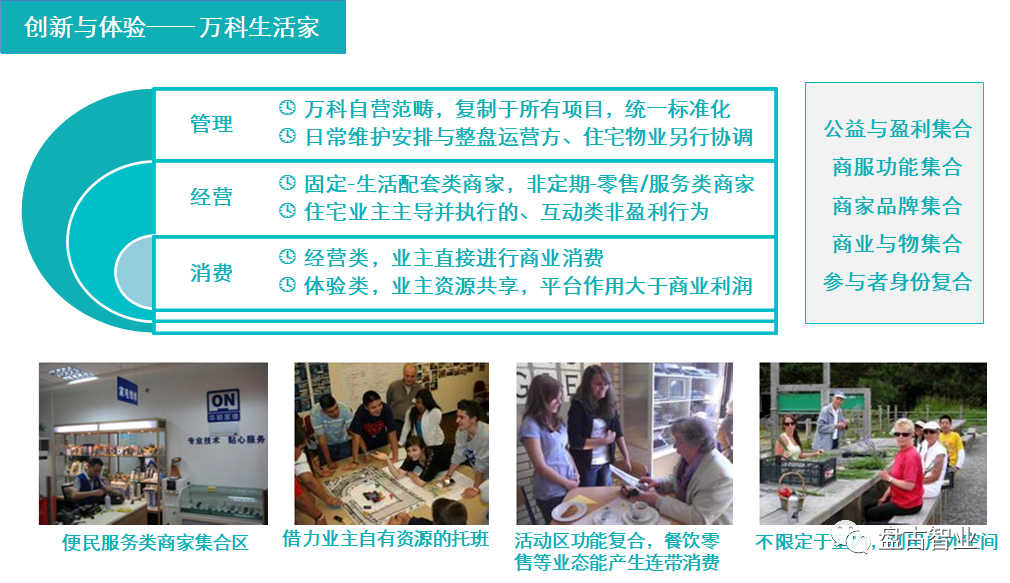 创新与体验——万科生活家
管理
万科自营范畴，复制于所有项目，统一标准化
日常维护安排与整盘运营方、住宅物业另行协调
经营
固定-生活配套类商家，非定期-零售/服务类商家
住宅业主主导并执行的、互动类非盈利行为
消费
经营类，业主直接进行商业消费
体验类，业主资源共享，平台作用大于商业利润
公益与盈利集合
商服功能集合
商家品牌集合
商业与物集合
参与者身份复合
家电维修
ON
华联家维
专业技术 贴心服务
便民服务类商家集合区
借力业主自有资源的托班
活动区功能复合，餐饮零
售等业态能产生连带消费
不限定于
空间
盘古智业